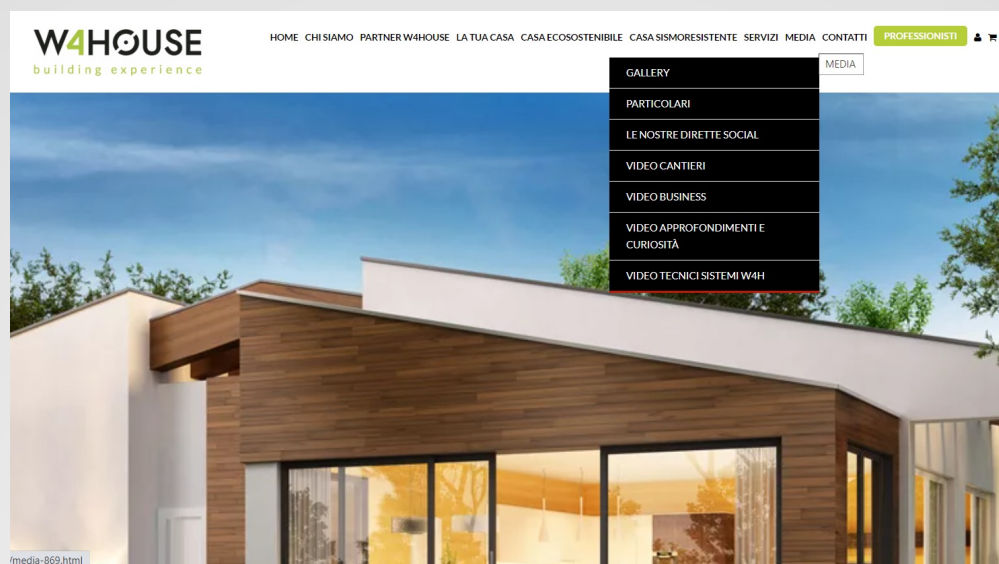 W4HOUSE
building experience
HOME CHI SIAMO PARTNER W4HOUSE LA TUA CASA CASA ECOSOSTENIBILE CASA SISMORESISTENTE SERVIZI MEDIA CONTATTI PROFESSIONISTI
MEDIA
GALLERY
PARTICOLARI
LE NOSTRE DIRETTE SOCIAL
VIDEO CANTIERI
VIDEO BUSINESS
VIDEO APPROFONDIMENTI E
CURIOSITÀ
VIDEO TECNICI SISTEMI W4H
/media-869.html